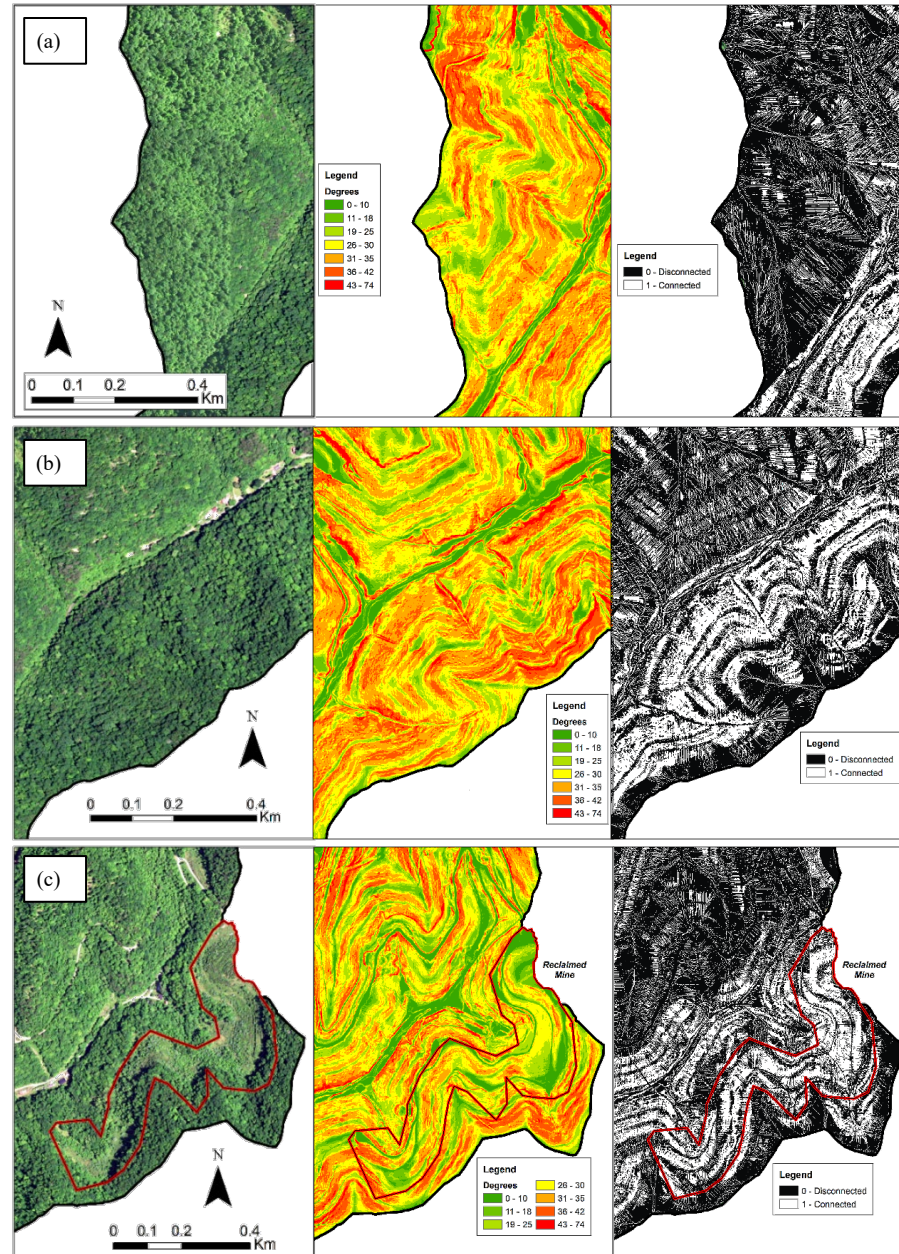 (a)
N
0 0.1 0.2 0.4
Km
Legend
Degrees
0 - 10
11 - 18
19 - 25
26 - 30
31 - 35
36 - 42
43 - 74
Legend
0 - Disconnected
1 - Connected
(b)
N
0 0.1 0.2 0.4
Km
Legend
Degrees
0 - 10
11 - 18
19 - 25
26 - 30
31 - 35
36 - 42
43 - 74
Legend
0 - Disconnected
1 - Connected
(c)
N
0 0.1 0.2 0.4
Km
Reclaimed
Mine
Legend
Degrees
0 - 10
11 - 18
19 - 25
26 - 30
31 - 35
36 - 42
43 - 74
Reclaimed
Mine
Legend
0 - Disconnected
1 - Connected